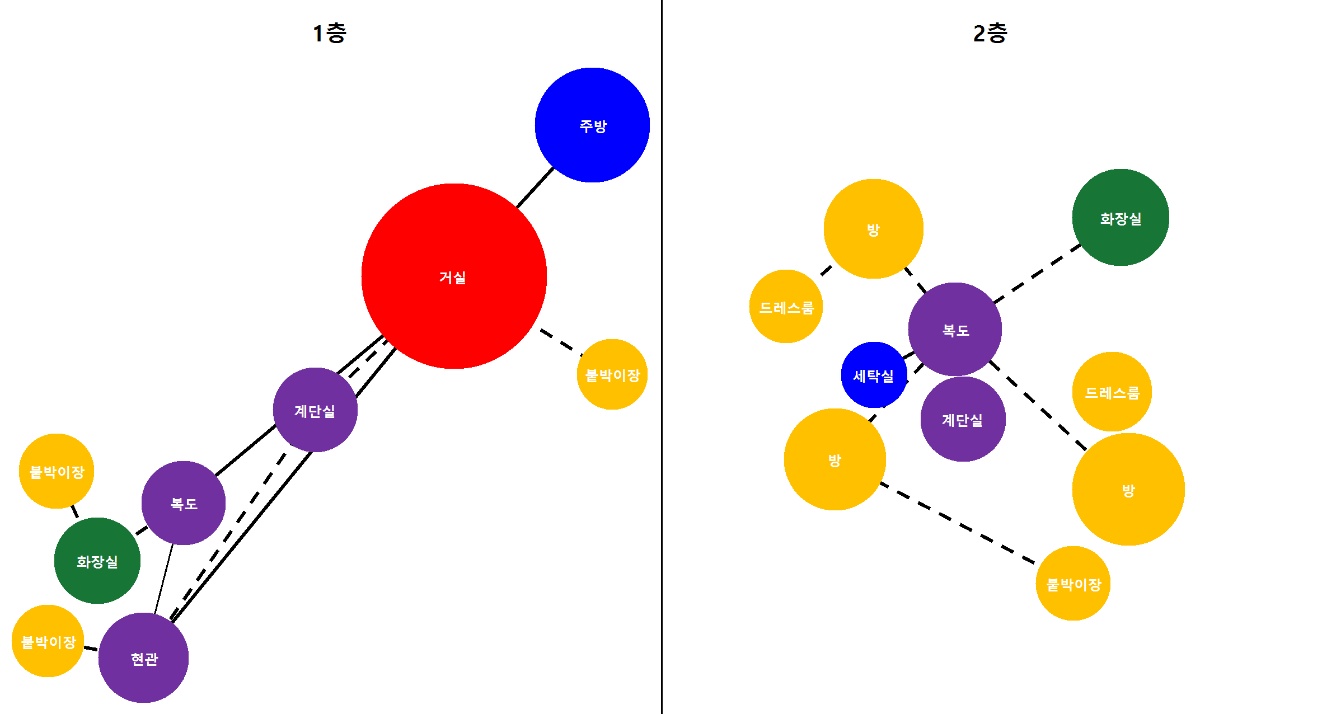 1층
주방
거실
붙박이장
계단실
붙박이장
복도
화장실
붙박이장
현관
2층
화장실
방
드레스룸
복도
세탁실
드레스룸
계단실
방
방
붙박이장